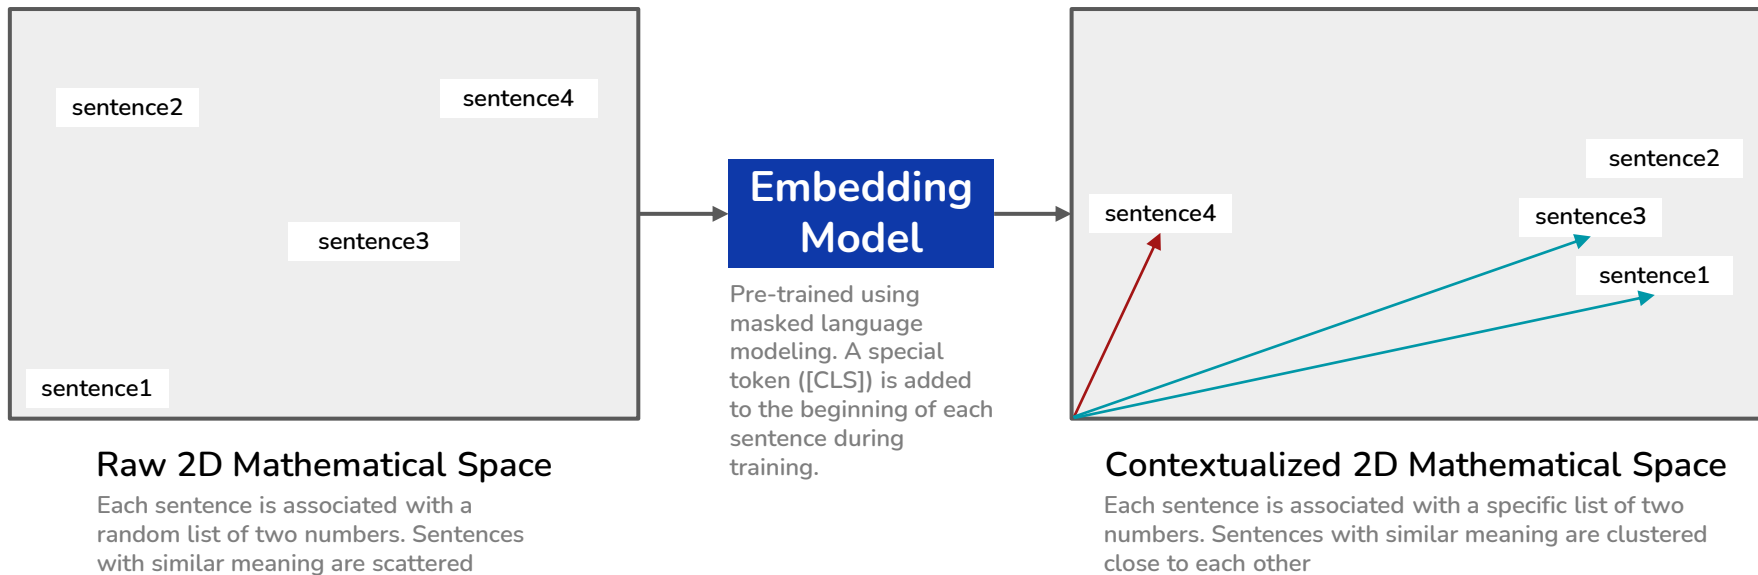 sentence2
sentence4
sentence3
sentence1
Raw 2D Mathematical Space
Each sentence is associated with a
random list of two numbers. Sentences
with similar meaning are scattered
Embedding
Model
Pre-trained using
masked language
modeling. A special
token ([CLS]) is added
to the beginning of each
sentence during
training.
sentence2
sentence4
sentence3
sentence1
Contextualized 2D Mathematical Space
Each sentence is associated with a specific list of two
numbers. Sentences with similar meaning are clustered
close to each other